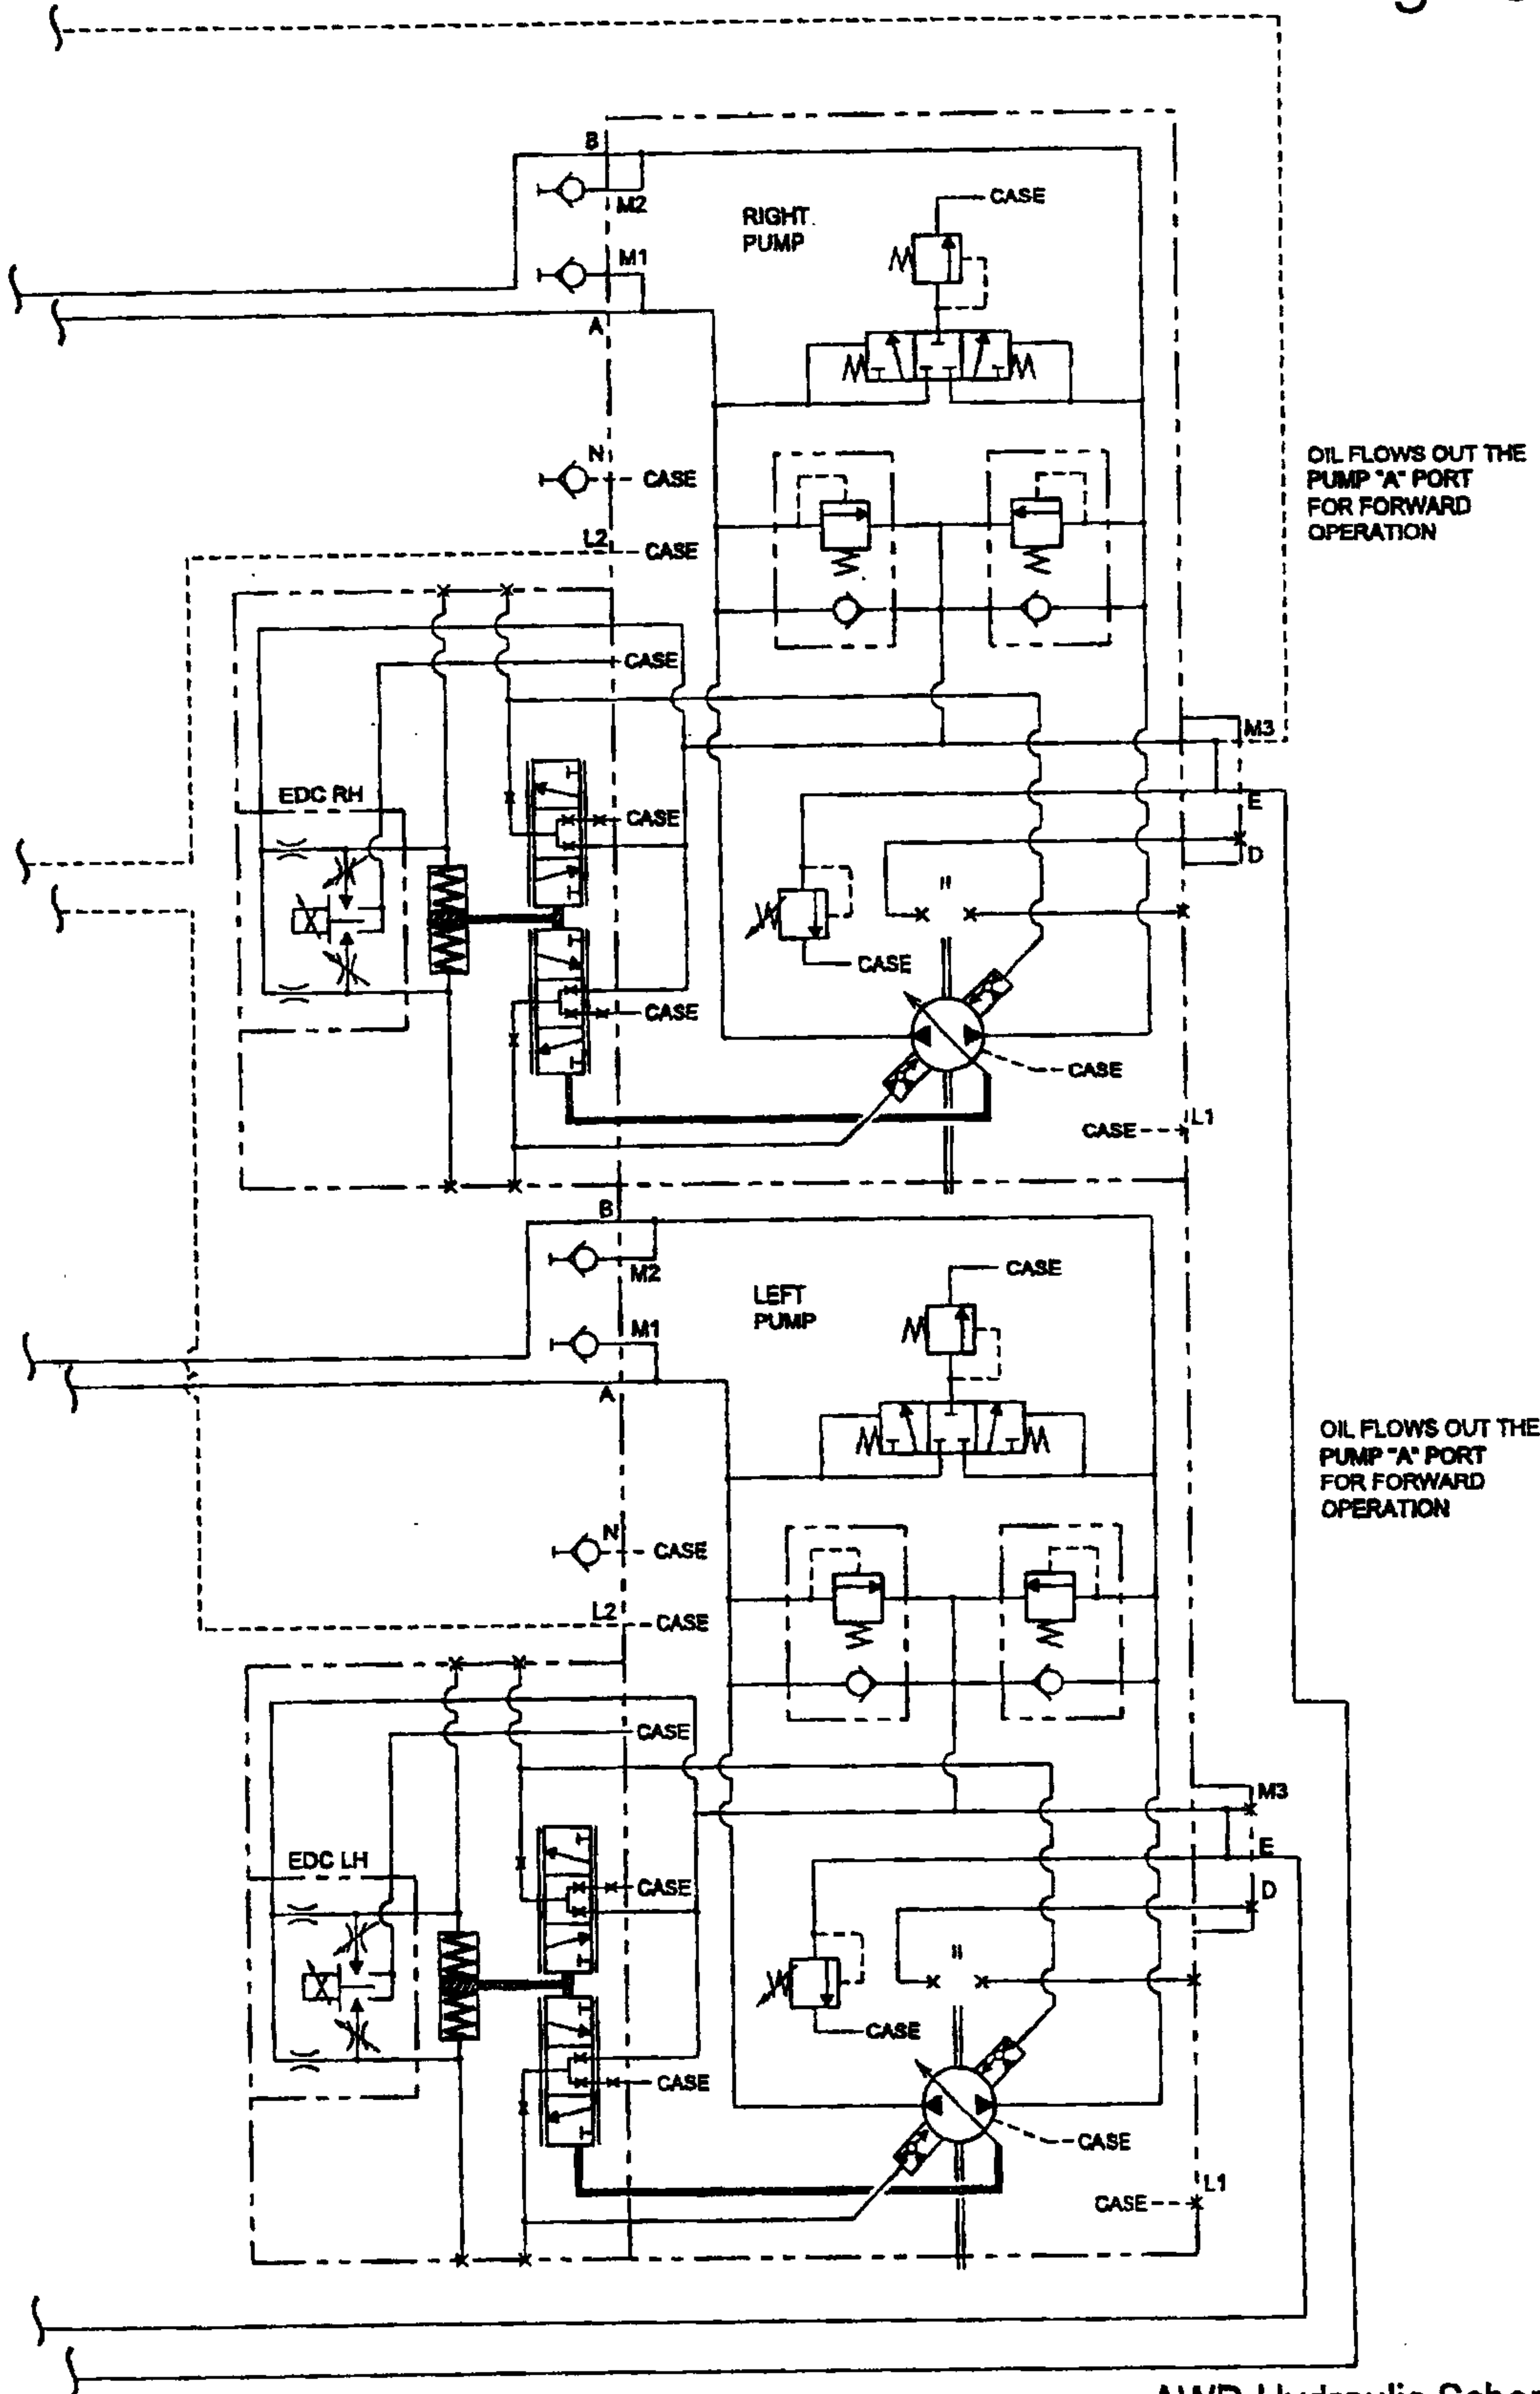 B
M2
RIGHT
PUMP
CASE
M1
A
N
CASE
OIL FLOWS OUT THE
PUMP "A" PORT
FOR FORWARD
OPERATION
L2
CASE
CASE
M3
EDC RH
CASE
E
D
CASE
CASE
CASE
CASE
L1
B
M2
LEFT
PUMP
CASE
M1
A
OIL FLOWS OUT THE
PUMP "A" PORT
FOR FORWARD
OPERATION
N
CASE
L2
CASE
CASE
M3
EDC LH
CASE
E
D
CASE
CASE
CASE
CASE
L1
AWD Hydraulic